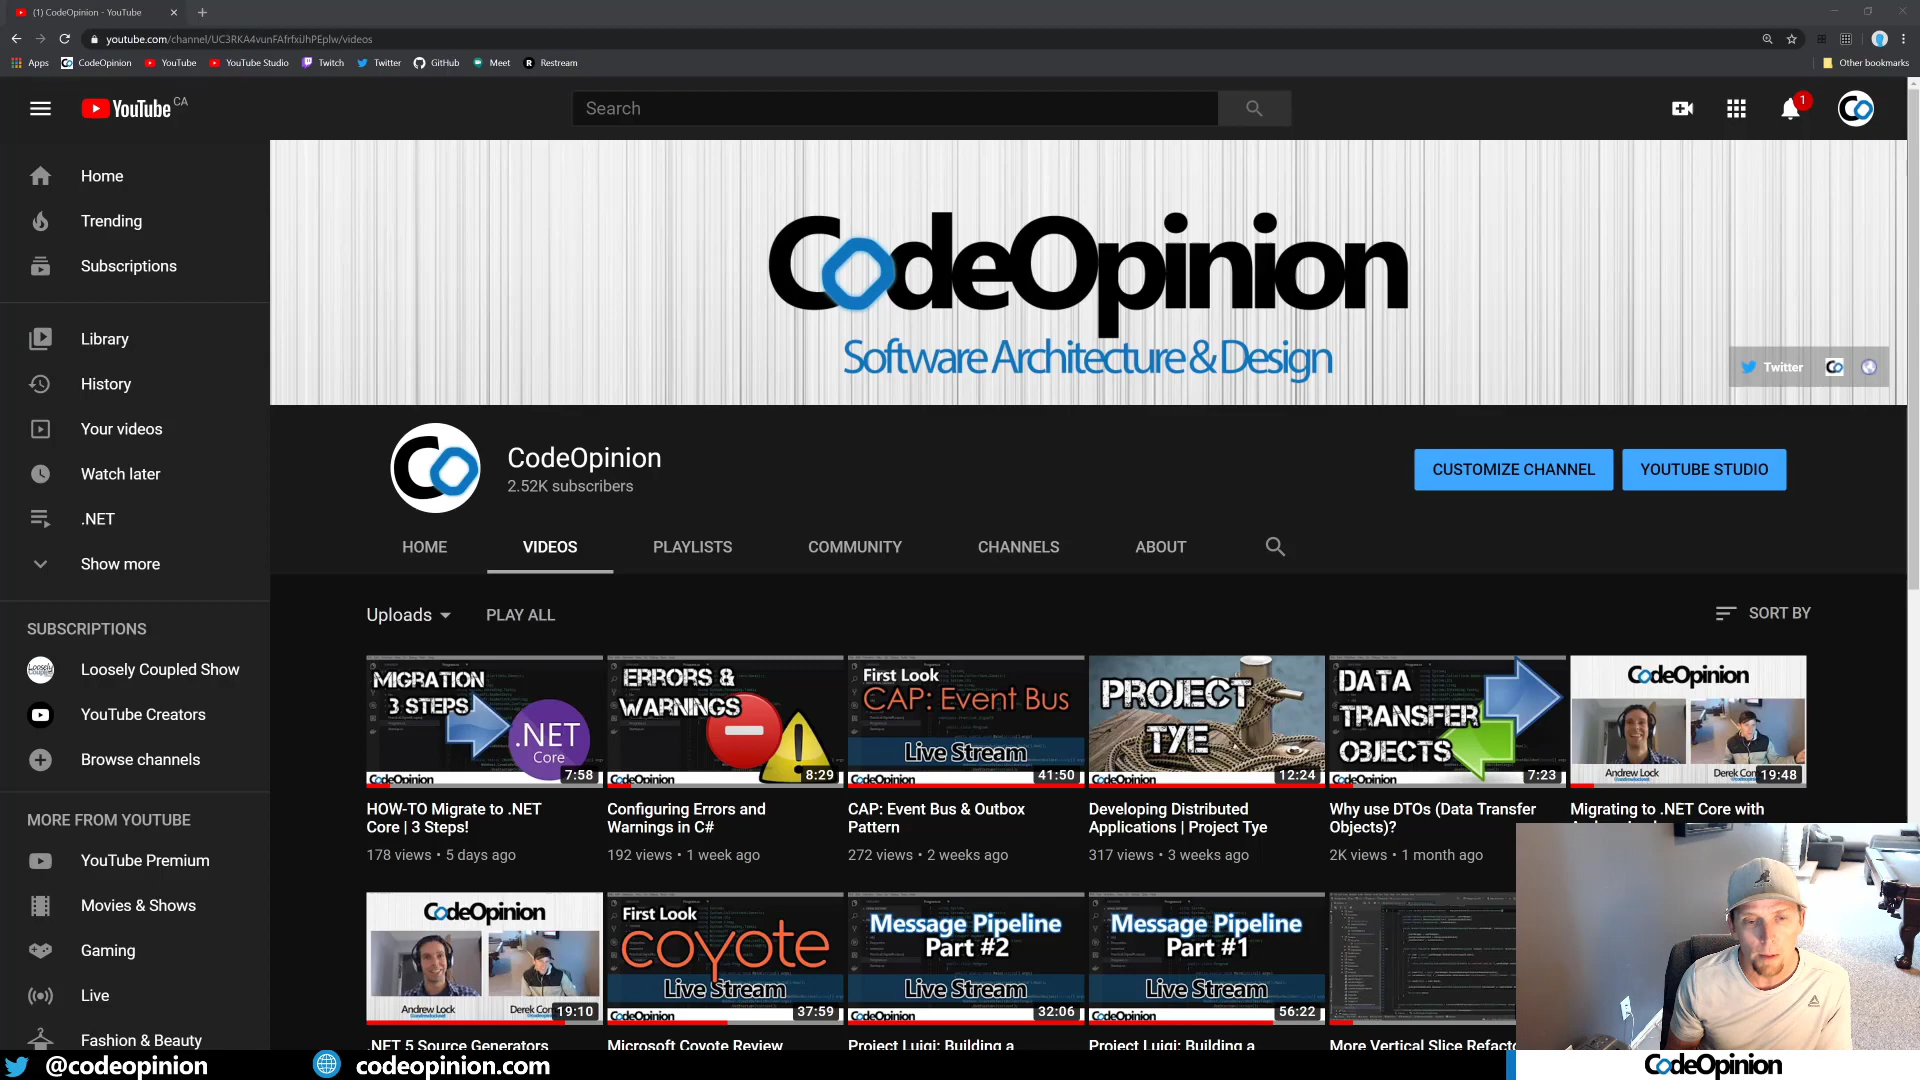 (1) CodeOpinion - YouTube
youtube.com/channel/UC3RKA4vunFAfrfxiJhPEplw/videos
Apps CodeOpinion YouTube YouTube Studio Twitch Twitter GitHub Meet Restream Other bookmarks
YouTube CA
Search
1
Home
Trending
Subscriptions
Library
History
Your videos
Watch later
.NET
Show more
SUBSCRIPTIONS
Loosely Coupled Show
YouTube Creators
Browse channels
MORE FROM YOUTUBE
YouTube Premium
Movies & Shows
Gaming
Live
Fashion & Beauty
CodeOpinion
Software Architecture & Design
Twitter
CodeOpinion
2.52K subscribers
CUSTOMIZE CHANNEL YOUTUBE STUDIO
HOME VIDEOS PLAYLISTS COMMUNITY CHANNELS ABOUT
Uploads PLAY ALL SORT BY
MIGRATION
3 STEPS
.NET
Core
CodeOpinion
7:58
HOW-TO Migrate to .NET
Core | 3 Steps!
178 views • 5 days ago
ERRORS &
WARNINGS
CodeOpinion
8:29
Configuring Errors and
Warnings in C#
192 views • 1 week ago
First Look
CAP: Event Bus
Live Stream
CodeOpinion
41:50
CAP: Event Bus & Outbox
Pattern
272 views • 2 weeks ago
PROJECT
TYE
CodeOpinion
12:24
Developing Distributed
Applications | Project Tye
317 views • 3 weeks ago
DATA
TRANSFER
OBJECTS
CodeOpinion
7:23
Why use DTOs (Data Transfer
Objects)?
2K views • 1 month ago
CodeOpinion
Andrew Lock
19:48
Migrating to .NET Core with
CodeOpinion
Andrew Lock
19:10
.NET 5 Source Generators
First Look
coyote
Live Stream
CodeOpinion
37:59
Microsoft Coyote Review
Message Pipeline
Part #2
Live Stream
CodeOpinion
32:06
Project Luigi: Building a
Message Pipeline
Part #1
Live Stream
CodeOpinion
56:22
Project Luigi: Building a
More Vertical Slice
@codeopinion
codeopinion.com
CodeOpinion